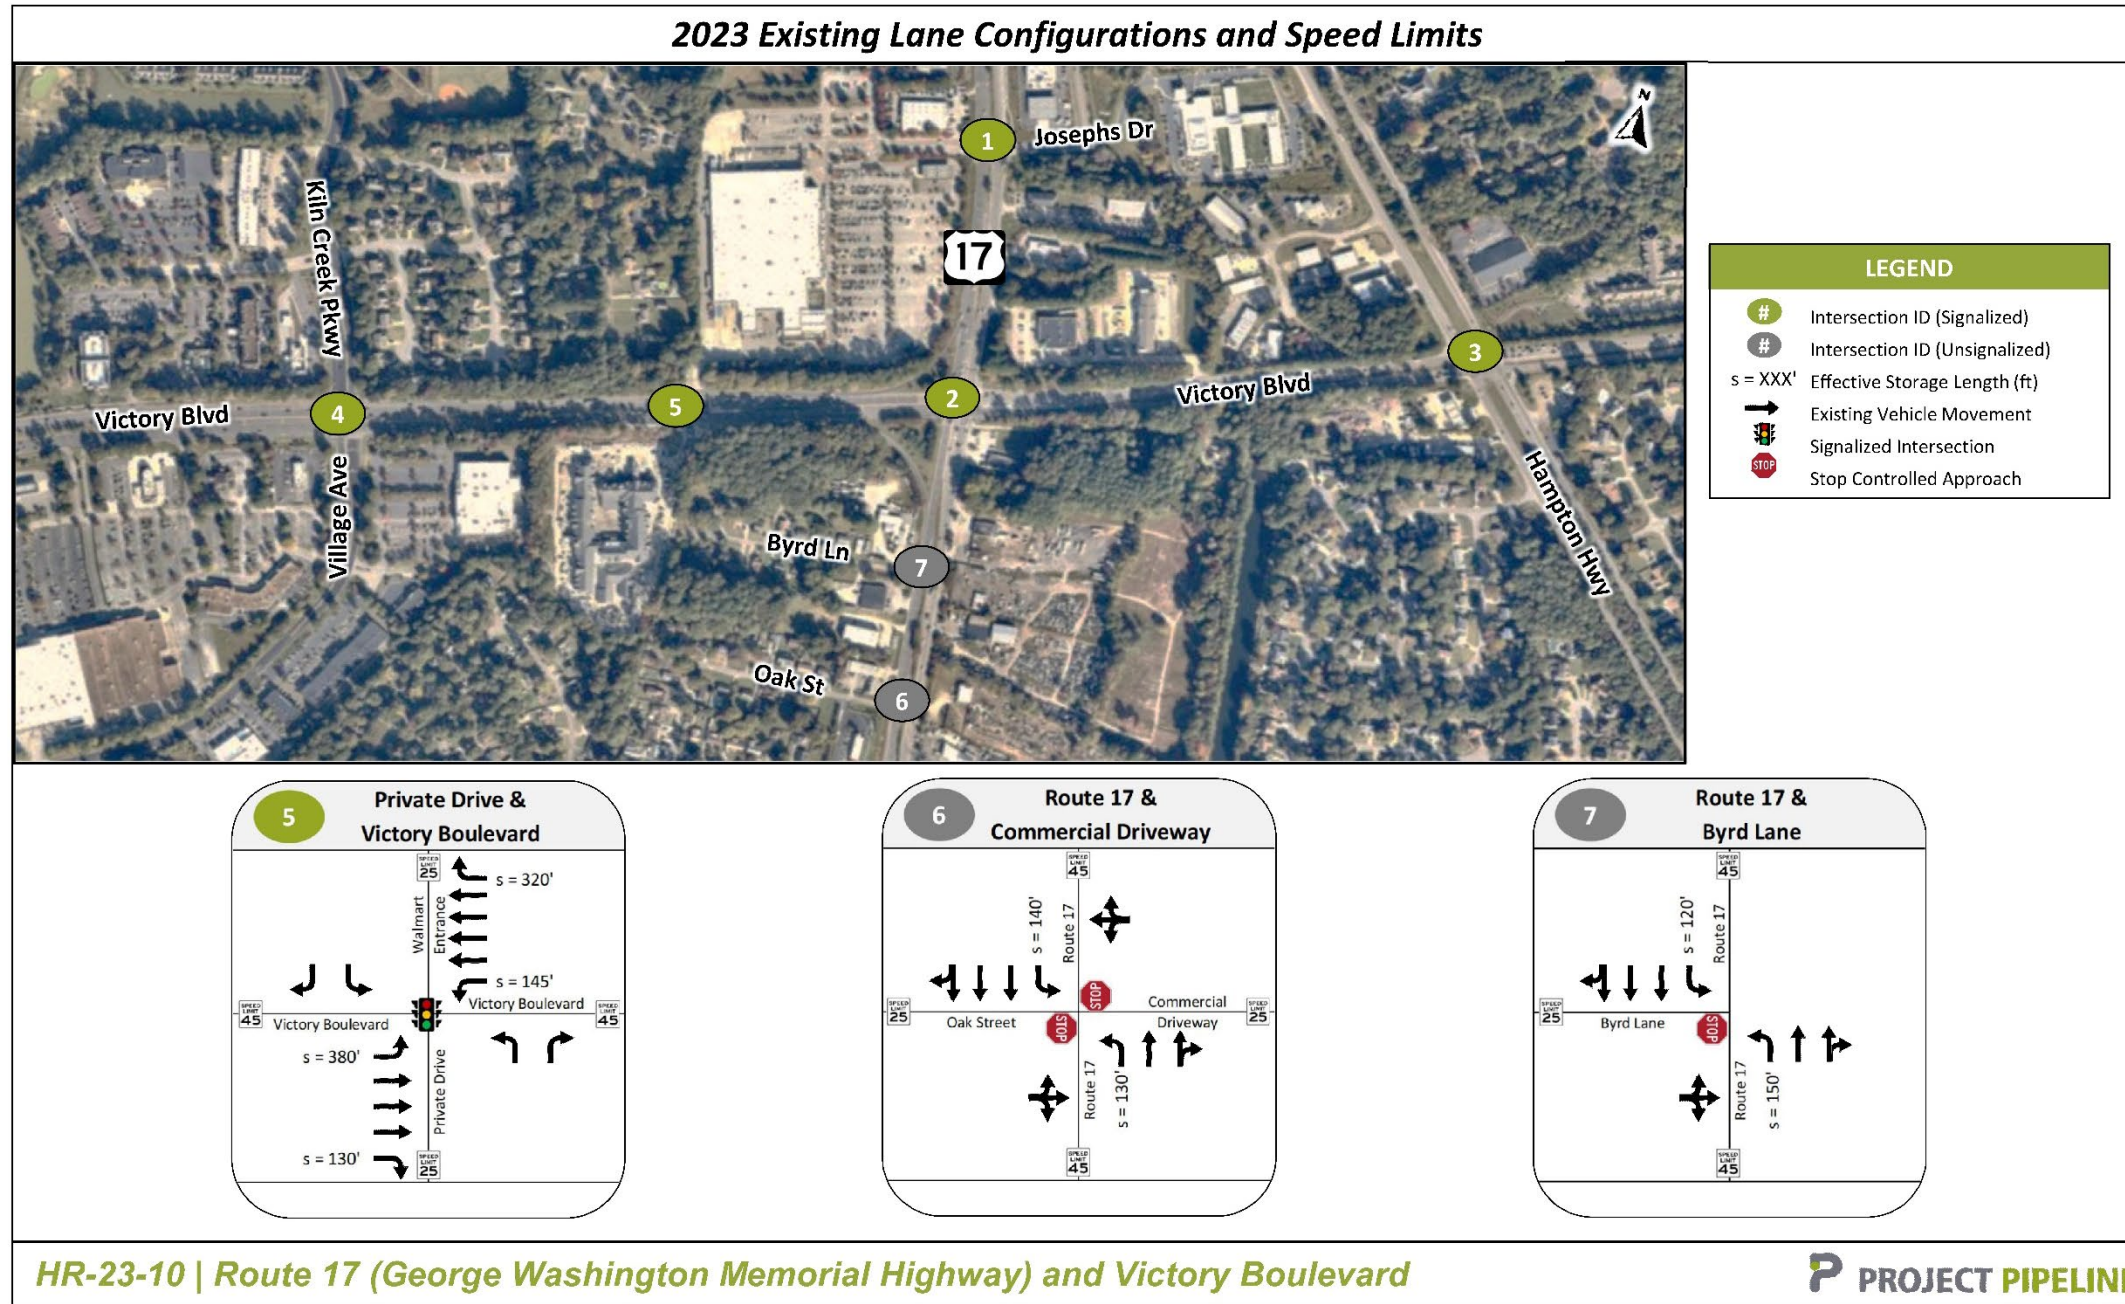 2023 Existing Lane Configurations and Speed Limits
N
1
Josephs Dr
17
Kiln Creek Pkwy
3
Victory Blvd
4
5
2
Victory Blvd
Village Ave
Hampton Hwy
Byrd Ln
7
Oak St
6
LEGEND
# Intersection ID (Signalized)
# Intersection ID (Unsignalized)
s = XXX' Effective Storage Length (ft)
Existing Vehicle Movement
Signalized Intersection
STOP Stop Controlled Approach
5
Private Drive &
Victory Boulevard
SPEED
LIMIT
25
s = 320'
Walmart
Entrance
s = 145'
Victory Boulevard
SPEED
LIMIT
45
SPEED
LIMIT
45
Victory Boulevard
s = 380'
Private Drive
s = 130'
SPEED
LIMIT
25
6
Route 17 &
Commercial Driveway
SPEED
LIMIT
45
s = 140'
Route 17
STOP
Commercial
Driveway
SPEED
LIMIT
25
SPEED
LIMIT
25
Oak Street
STOP
Route 17
s = 130'
SPEED
LIMIT
45
7
Route 17 &
Byrd Lane
SPEED
LIMIT
45
s = 120'
Route 17
SPEED
LIMIT
25
Byrd Lane
STOP
Route 17
s = 150'
SPEED
LIMIT
45
HR-23-10 | Route 17 (George Washington Memorial Highway) and Victory Boulevard
PROJECT PIPELIN